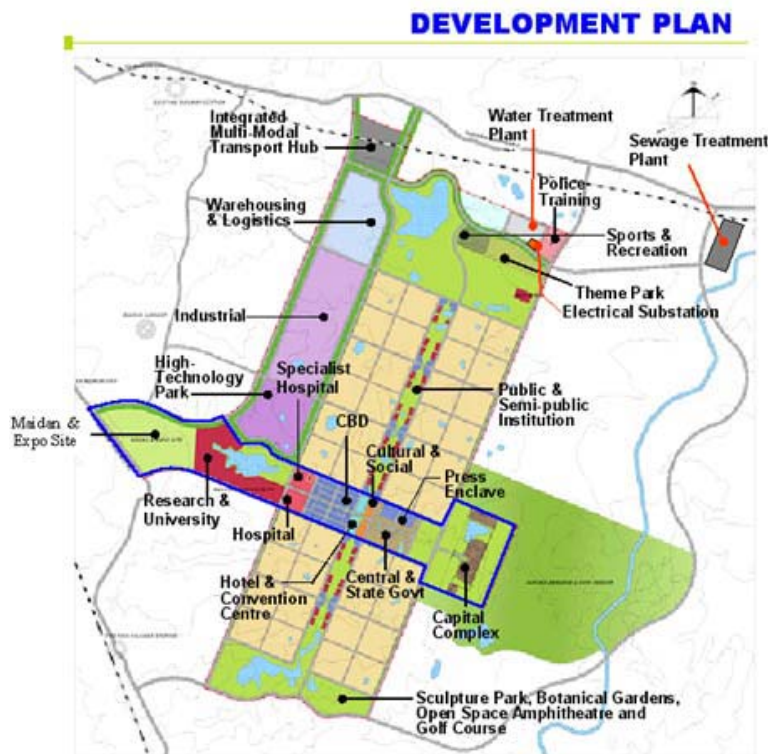 DEVELOPMENT PLAN
Integrated
Multi-Modal
Transport Hub
Water Treatment
Plant
Sewage Treatment
Plant
Police
Training
Warehousing
& Logistics
Sports &
Recreation
Theme Park
Electrical Substation
Industrial
High-
Technology
Park
Specialist
Hospital
Public &
Semi-public
Institution
Maidan &
Expo Site
CBD
Cultural &
Social
Press
Enclave
Research &
University
Hospital
Hotel &
Convention
Centre
Central &
State Govt
Capital
Complex
Sculpture Park, Botanical Gardens,
Open Space Amphitheatre and
Golf Course